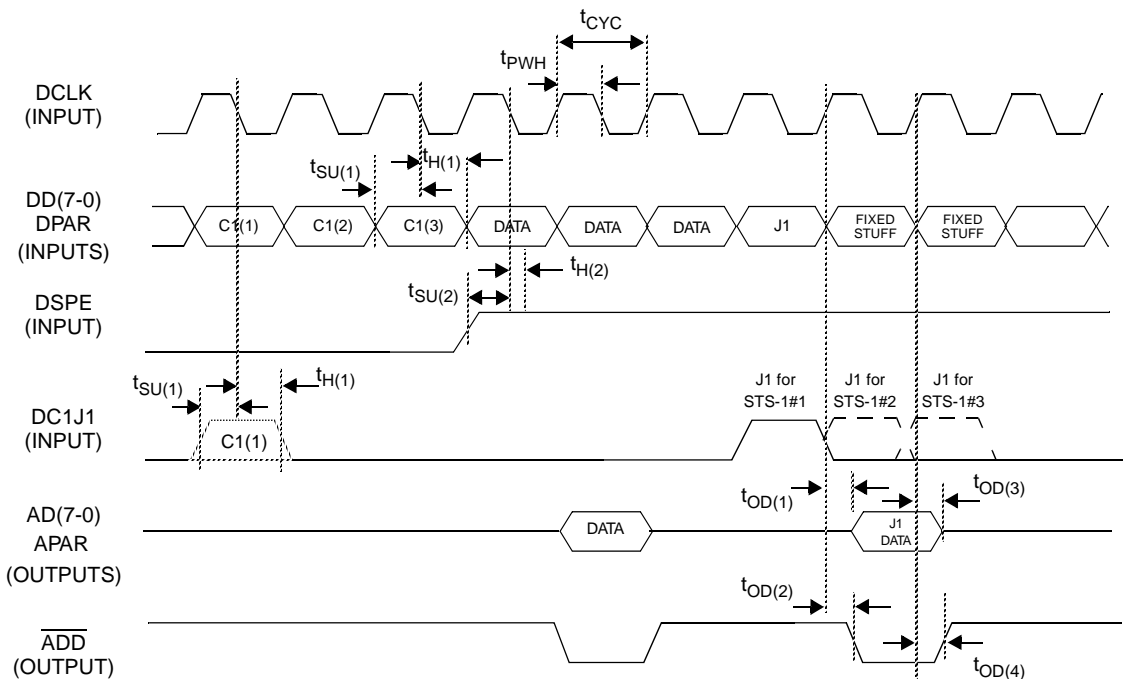 tCYC
tPWH
DCLK
(INPUT)
tSU(1)
tH(1)
DD(7-0)
DPAR
(INPUTS)
C1(1)
C1(2)
C1(3)
DATA
DATA
DATA
J1
FIXED
STUFF
FIXED
STUFF
tH(2)
tSU(2)
DSPE
(INPUT)
tSU(1)
tH(1)
DC1J1
(INPUT)
C1(1)
J1 for
STS-1#1
J1 for
STS-1#2
J1 for
STS-1#3
tOD(1)
tOD(3)
AD(7-0)
APAR
(OUTPUTS)
DATA
J1
DATA
tOD(2)
ADD
(OUTPUT)
tOD(4)